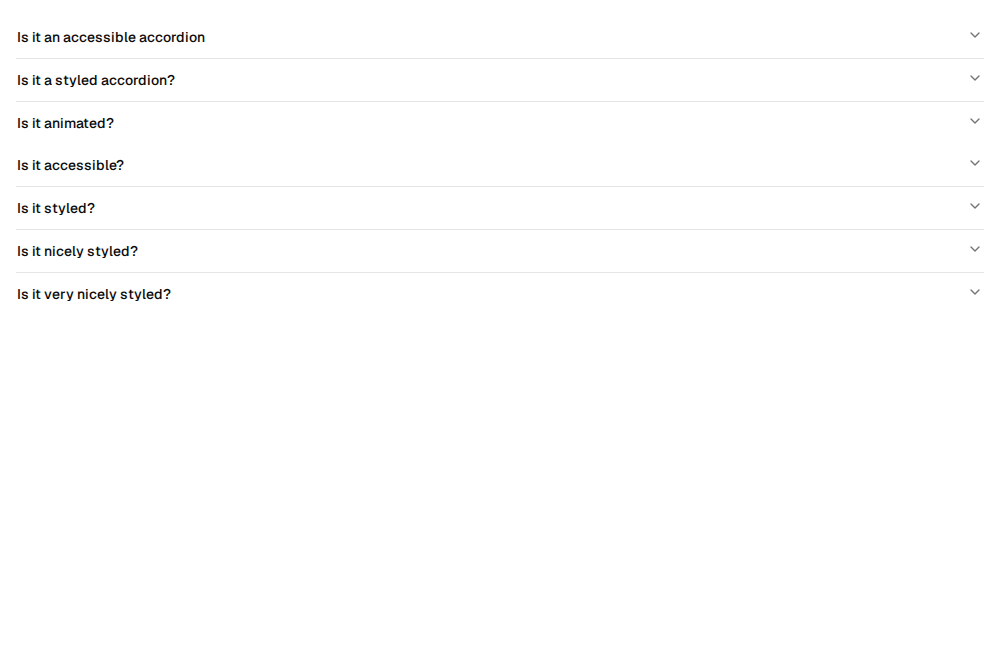 Is it an accessible accordion
Is it a styled accordion?
Is it animated?
Is it accessible?
Is it styled?
Is it nicely styled?
Is it very nicely styled?